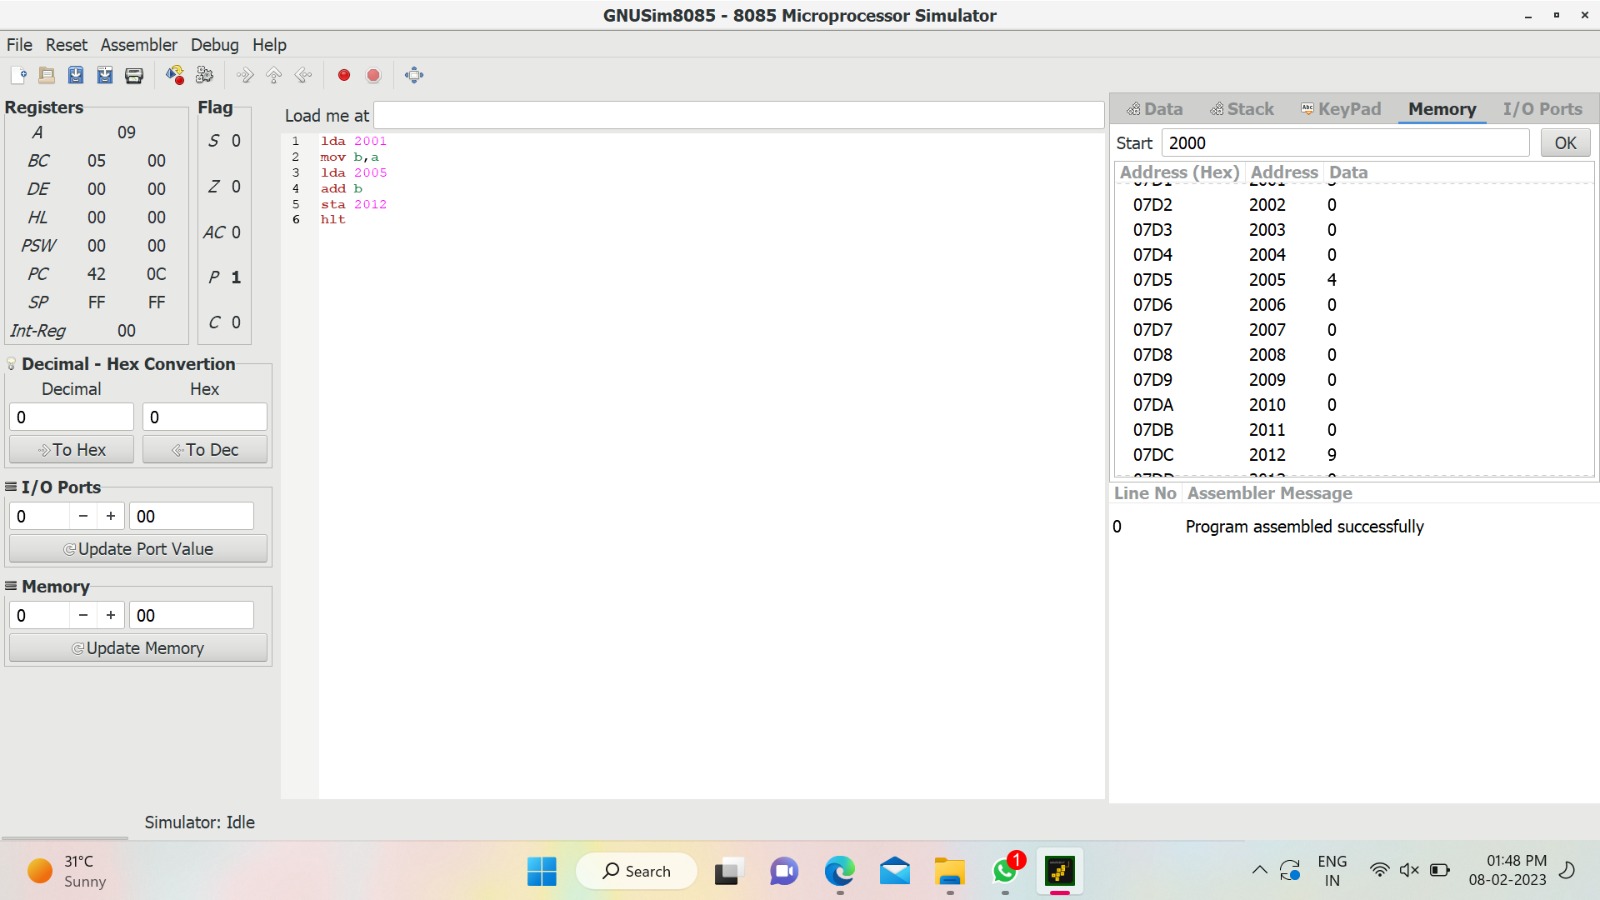 GNUSim8085 - 8085 Microprocessor Simulator
File Reset Assembler Debug Help
Registers
A 09
BC 05 00
DE 00 00
HL 00 00
PSW 00 00
PC 42 0C
SP FF FF
Int-Reg 00
Flag
S 0
Z 0
AC 0
P 1
C 0
Decimal - Hex Convertion
Decimal Hex
0 0
To Hex To Dec
I/O Ports
0 - + 00
Update Port Value
Memory
0 - + 00
Update Memory
Load me at
1 lda 2001
2 mov b,a
3 lda 2005
4 add b
5 sta 2012
6 hlt
Data Stack KeyPad Memory I/O Ports
Start 2000 OK
Address (Hex) Address Data
07D2 2002 0
07D3 2003 0
07D4 2004 0
07D5 2005 4
07D6 2006 0
07D7 2007 0
07D8 2008 0
07D9 2009 0
07DA 2010 0
07DB 2011 0
07DC 2012 9
Line No Assembler Message
0 Program assembled successfully
Simulator: Idle
31°C
Sunny
Search
1
ENG
IN
01:48 PM
08-02-2023